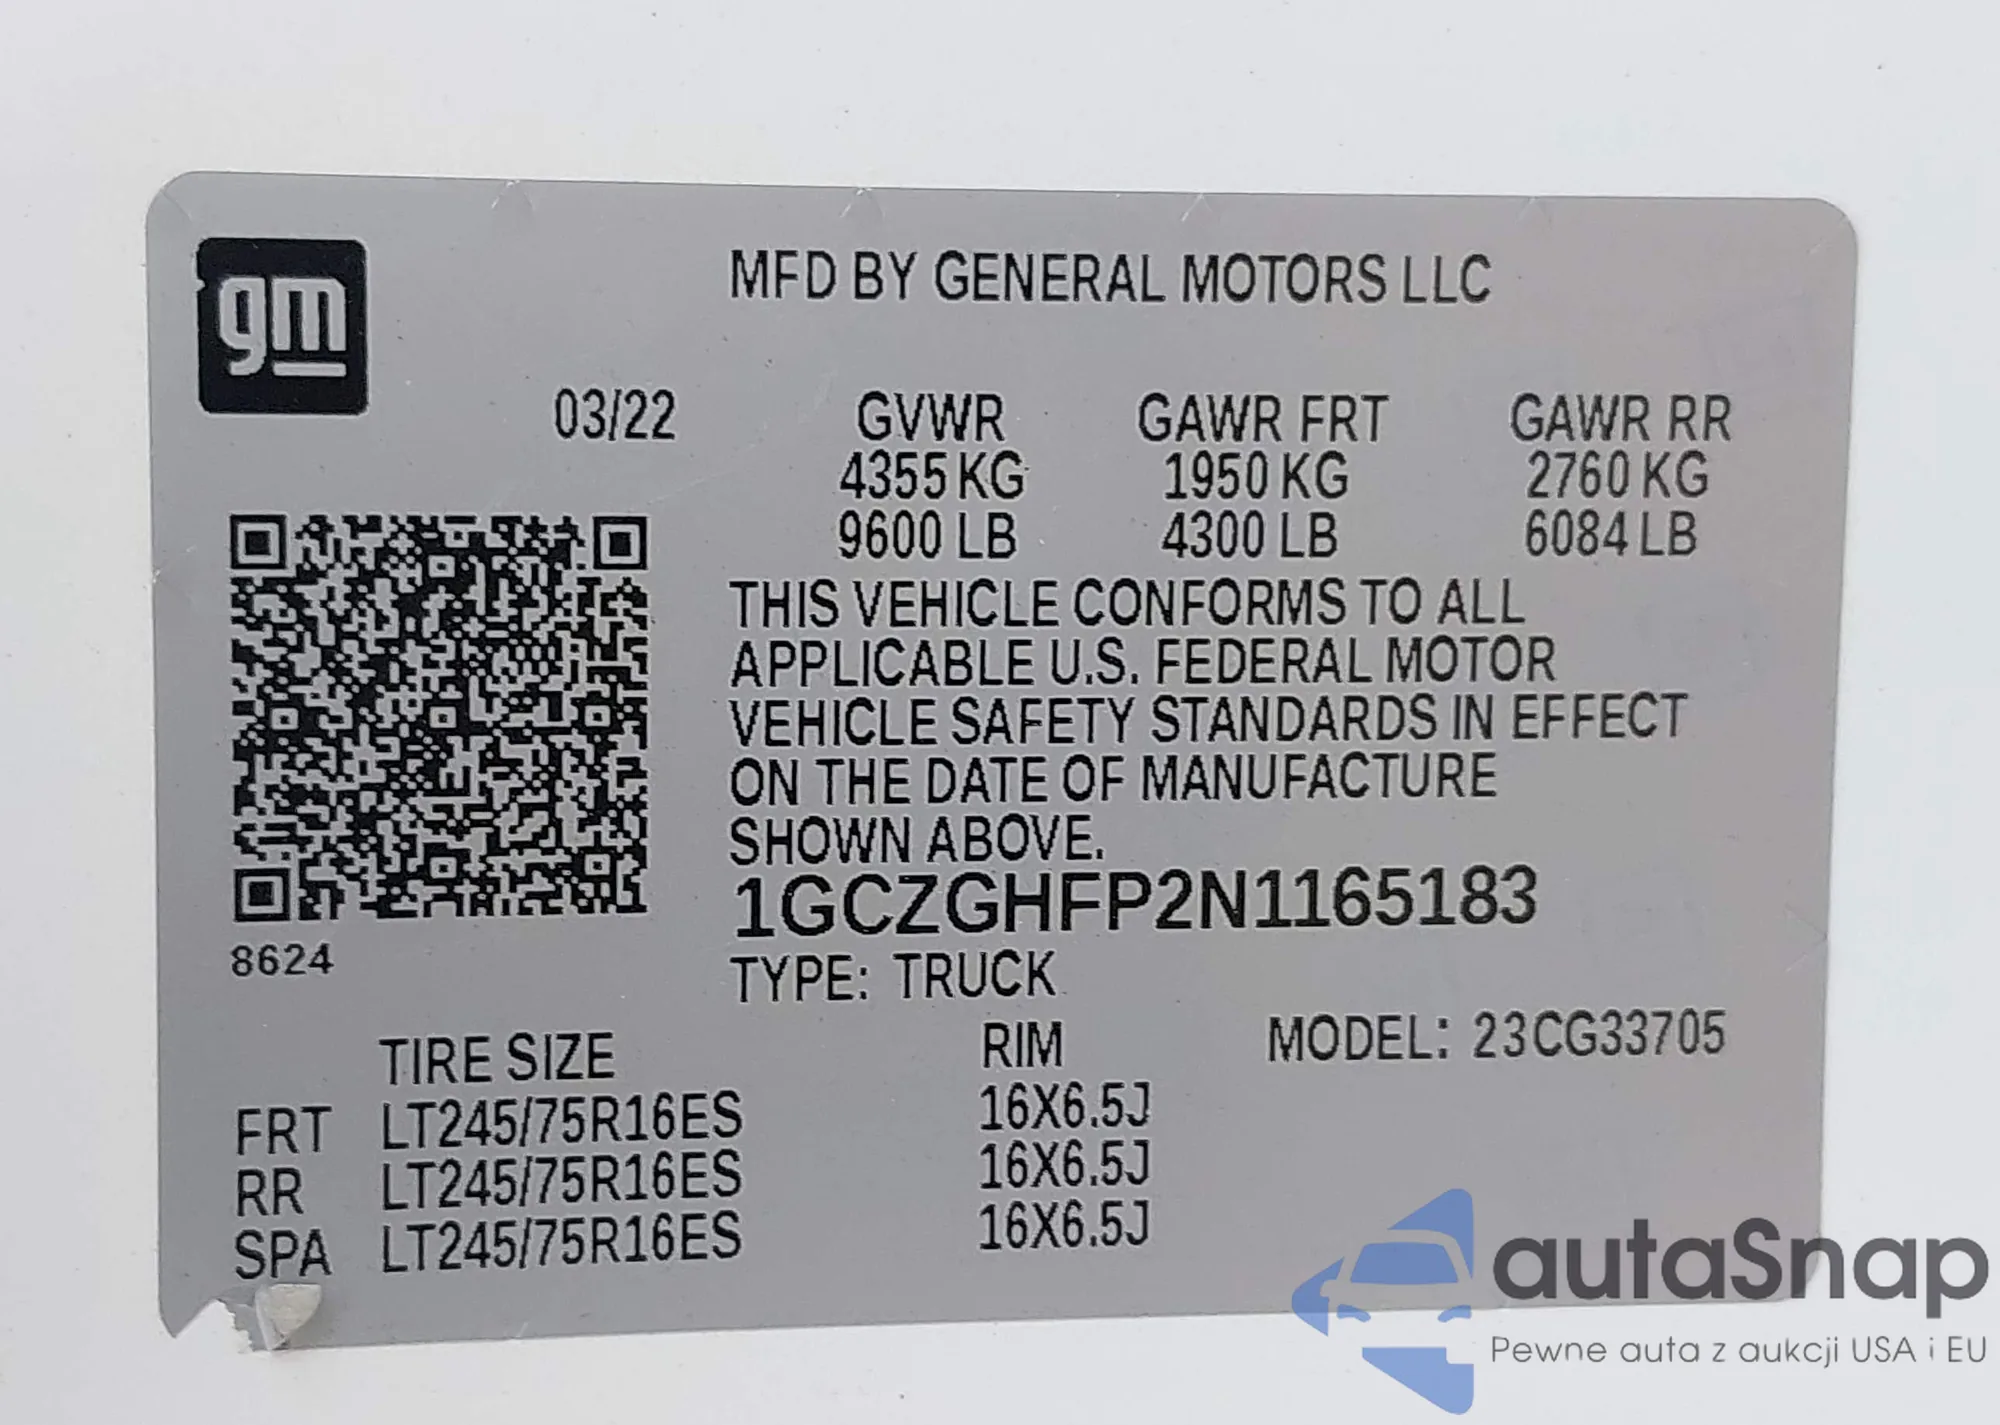 gm
MFD BY GENERAL MOTORS LLC
03/22 GVWR GAWR FRT GAWR RR
4355 KG 1950 KG 2760 KG
9600 LB 4300 LB 6084 LB
THIS VEHICLE CONFORMS TO ALL
APPLICABLE U.S. FEDERAL MOTOR
VEHICLE SAFETY STANDARDS IN EFFECT
ON THE DATE OF MANUFACTURE
SHOWN ABOVE.
1GCZGHFP2N1165183
8624
TYPE: TRUCK
TIRE SIZE RIM MODEL: 23CG33705
FRT LT245/75R16ES 16X6.5J
RR LT245/75R16ES 16X6.5J
SPA LT245/75R16ES 16X6.5J
autaSnap
Pewne auta z aukcji USA i EU